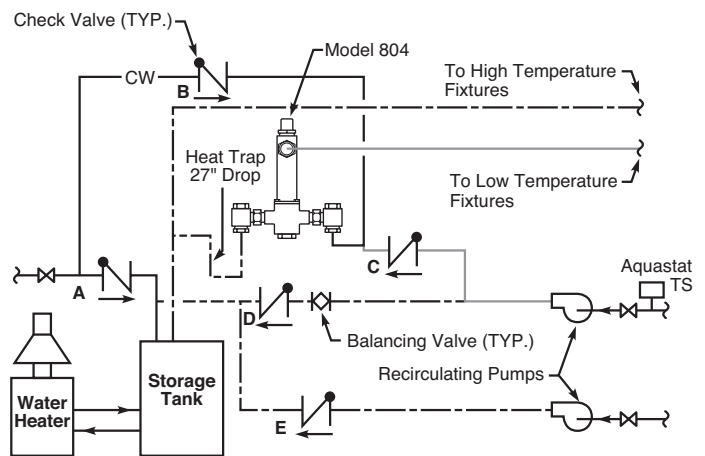 Check Valve (TYP.)
Model 804
CW
B
To High Temperature
Fixtures
Heat Trap
27" Drop
To Low Temperature
Fixtures
C
A
Aquastat
TS
D
Balancing Valve (TYP.)
Recirculating Pumps
Storage
Tank
Water
Heater
E